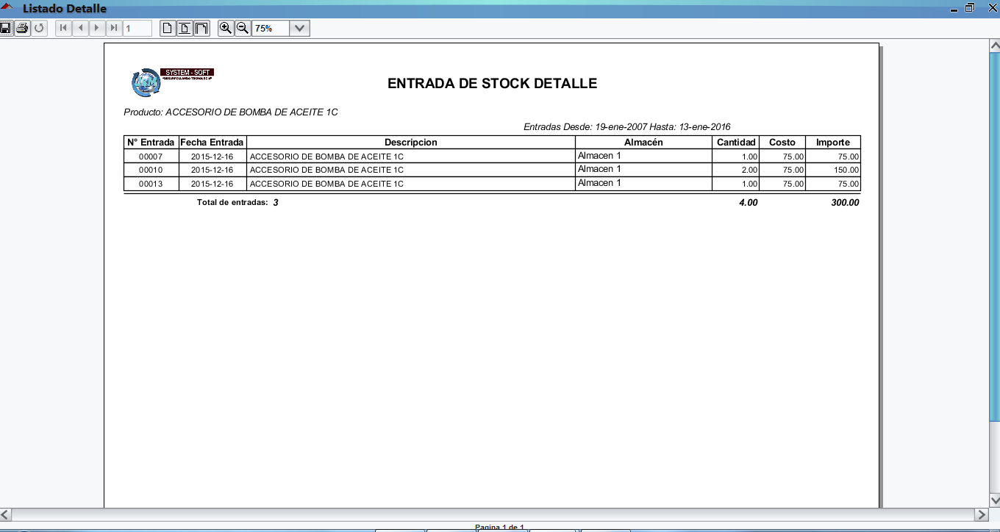 Listado Detalle
1 75%
SYSTEM - SOFT
ENTRADA DE STOCK DETALLE
Producto: ACCESORIO DE BOMBA DE ACEITE 1C
Entradas Desde: 19-ene-2007 Hasta: 13-ene-2016
N° Entrada Fecha Entrada Descripcion Almacén Cantidad Costo Importe
00007 2015-12-16 ACCESORIO DE BOMBA DE ACEITE 1C Almacen 1 1.00 75.00 75.00
00010 2015-12-16 ACCESORIO DE BOMBA DE ACEITE 1C Almacen 1 2.00 75.00 150.00
00013 2015-12-16 ACCESORIO DE BOMBA DE ACEITE 1C Almacen 1 1.00 75.00 75.00
Total de entradas: 3 4.00 300.00
Pagina 1 de 1